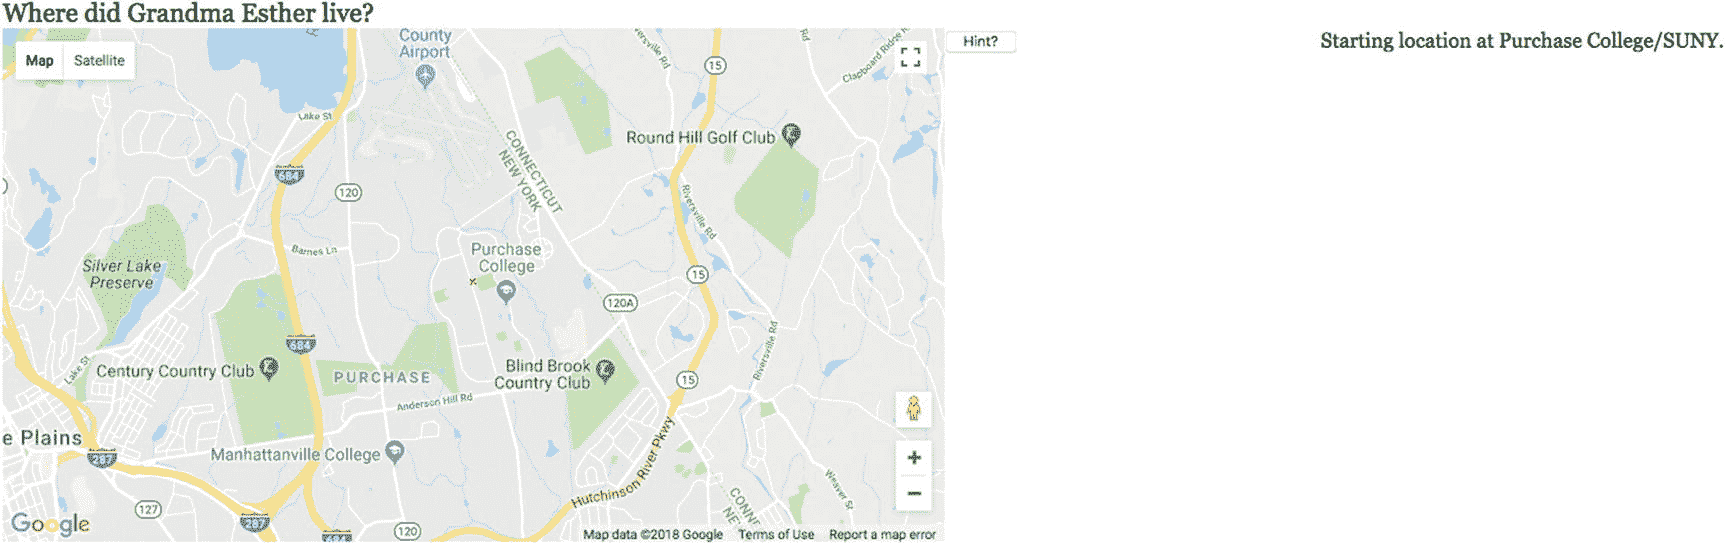 Where did Grandma Esther live?
Hint?
Starting location at Purchase College/SUNY.
Map
Satellite
County
Airport
15
Clapboard Ridge R
Rd
Lake St
684
120
CONNECTICUT
NEW YORK
Round Hill Golf Club
Riversville Rd
Barnes Ln
Silver Lake
Preserve
Purchase
College
x
15
120A
684
Lake St
Century Country Club
PURCHASE
Blind Brook
Country Club
Riversville Rd
15
Anderson Hill Rd
e Plains
287
Manhattanville College
Hutchinson River Pkwy
Weaver St
127
287
120
684
Google
Map data ©2018 Google
Terms of Use
Report a map error